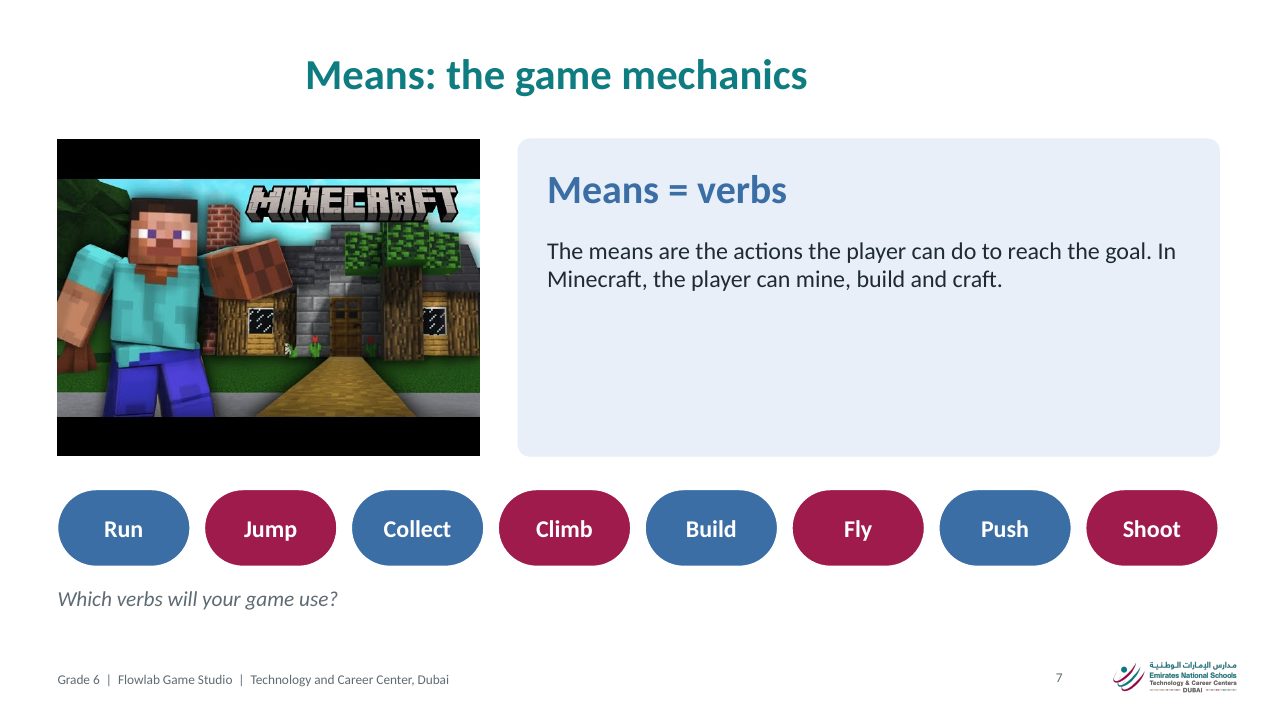 Means: the game mechanics
MINECRAFT
Means = verbs
The means are the actions the player can do to reach the goal. In
Minecraft, the player can mine, build and craft.
Run
Jump
Collect
Climb
Build
Fly
Push
Shoot
Which verbs will your game use?
Grade 6 | Flowlab Game Studio | Technology and Career Center, Dubai
7
مدارس الإمارات الـوطـنـيـة
Emirates National Schools
Technology & Career Centers
DUBAI